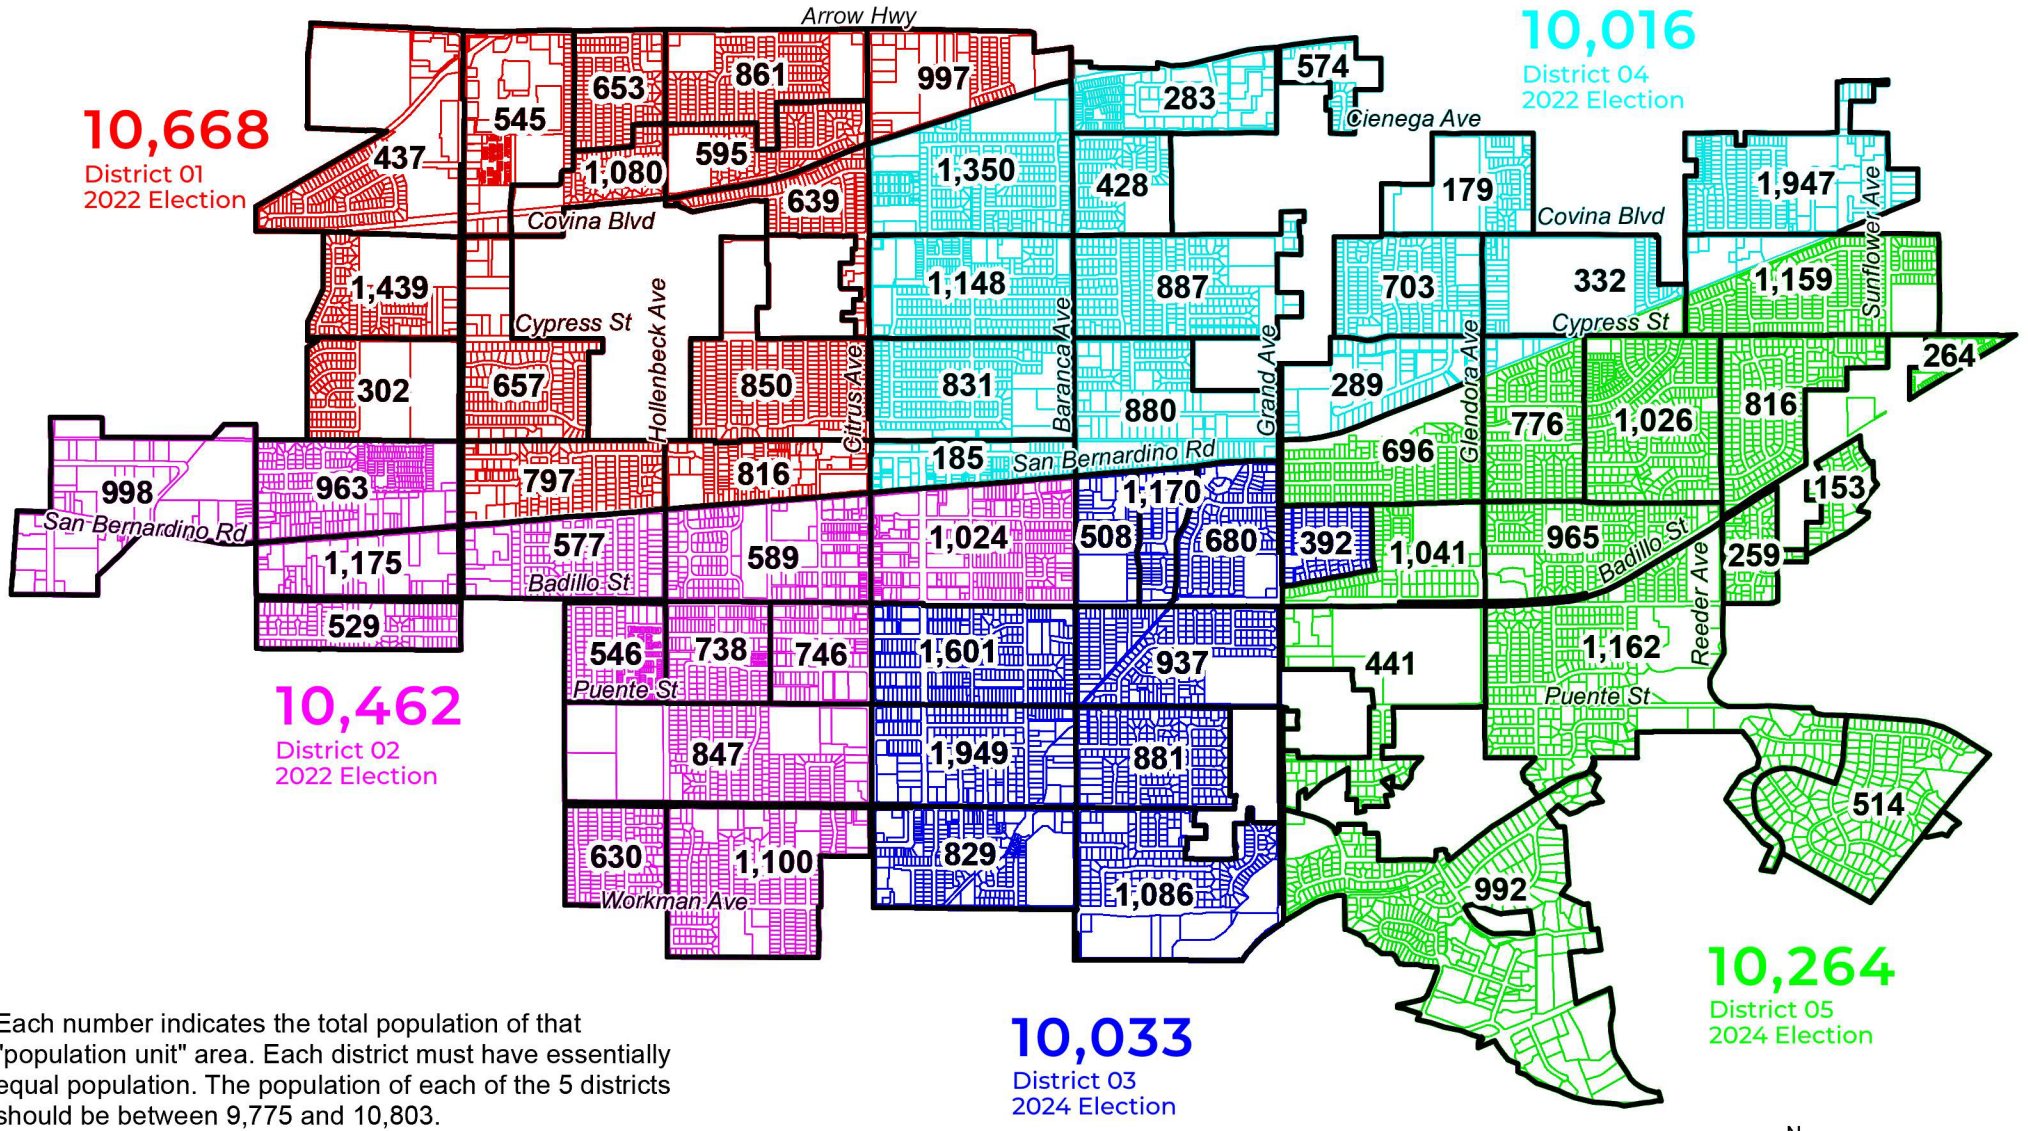 Arrow Hwy
10,016
District 04
2022 Election
10,668
District 01
2022 Election
437
545
653
861
997
283
574
Cienega Ave
1,080
595
639
1,350
428
179
1,947
Covina Blvd
Covina Blvd
Sunflower Ave
1,439
Hollenbeck Ave
1,148
887
703
332
1,159
Cypress St
Baranca Ave
Cypress St
302
657
850
Citrus Ave
831
880
Grand Ave
289
Glendora Ave
776
1,026
816
264
998
963
797
816
185
San Bernardino Rd
696
153
San Bernardino Rd
1,175
577
589
1,024
508
1,170
680
392
1,041
965
Badillo St
259
Badillo St
Reeder Ave
529
546
738
746
1,601
937
441
1,162
Puente St
Puente St
10,462
District 02
2022 Election
847
1,949
881
514
630
1,100
829
1,086
992
Workman Ave
10,264
District 05
2024 Election
10,033
District 03
2024 Election
Each number indicates the total population of that
"population unit" area. Each district must have essentially
equal population. The population of each of the 5 districts
should be between 9,775 and 10,803.
N